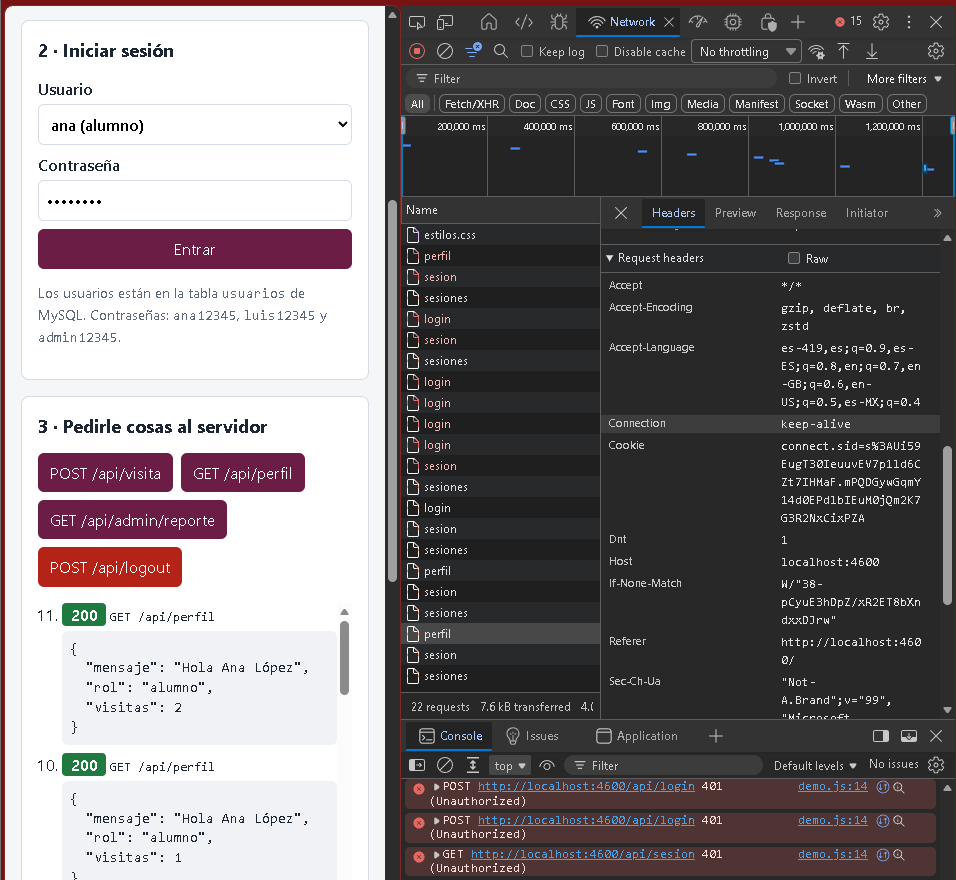 2 · Iniciar sesión
Usuario
ana (alumno)
Contraseña
••••••••
Entrar
Los usuarios están en la tabla usuarios de
MySQL. Contraseñas: ana12345, luis12345 y
admin12345.
3 · Pedirle cosas al servidor
POST /api/visita
GET /api/perfil
GET /api/admin/reporte
POST /api/logout
11. 200 GET /api/perfil
{
"mensaje": "Hola Ana López",
"rol": "alumno",
"visitas": 2
}
10. 200 GET /api/perfil
{
"mensaje": "Hola Ana López",
"rol": "alumno",
"visitas": 1
Network
15
Keep log
Disable cache
No throttling
Filter
Invert
More filters
All
Fetch/XHR
Doc
CSS
JS
Font
Img
Media
Manifest
Socket
Wasm
Other
200,000 ms
400,000 ms
600,000 ms
800,000 ms
1,000,000 ms
1,200,000 ms
Name
estilos.css
perfil
sesion
sesiones
login
sesion
sesiones
login
login
login
login
sesion
sesiones
login
sesion
sesiones
perfil
sesion
sesiones
perfil
sesion
sesiones
22 requests
7.6 kB transferred
Headers
Preview
Response
Initiator
Request headers
Raw
Accept
*/*
Accept-Encoding
gzip, deflate, br,
zstd
Accept-Language
es-419,es;q=0.9,es-
ES;q=0.8,en;q=0.7,en-
GB;q=0.6,en-
US;q=0.5,es-MX;q=0.4
Connection
keep-alive
Cookie
connect.sid=s%3AUi59
EugT30IeuuvEV7p1ld6C
Zt7IHMaF.mPQDGywGqmY
14d0EPdlbIEuM0jQm2K7
G3R2NxCixPZA
Dnt
1
Host
localhost:4600
If-None-Match
W/"38-
pCyuE3hDpZ/xR2ET8bXn
dxxDJrw"
Referer
http://localhost:460
0/
Sec-Ch-Ua
"Not-
A.Brand";v="99",
"Microsoft
Console
Issues
Application
top
Filter
Default levels
No issues
POST http://localhost:4600/api/login 401
(Unauthorized)
demo.js:14
POST http://localhost:4600/api/login 401
(Unauthorized)
demo.js:14
GET http://localhost:4600/api/sesion 401
(Unauthorized)
demo.js:14